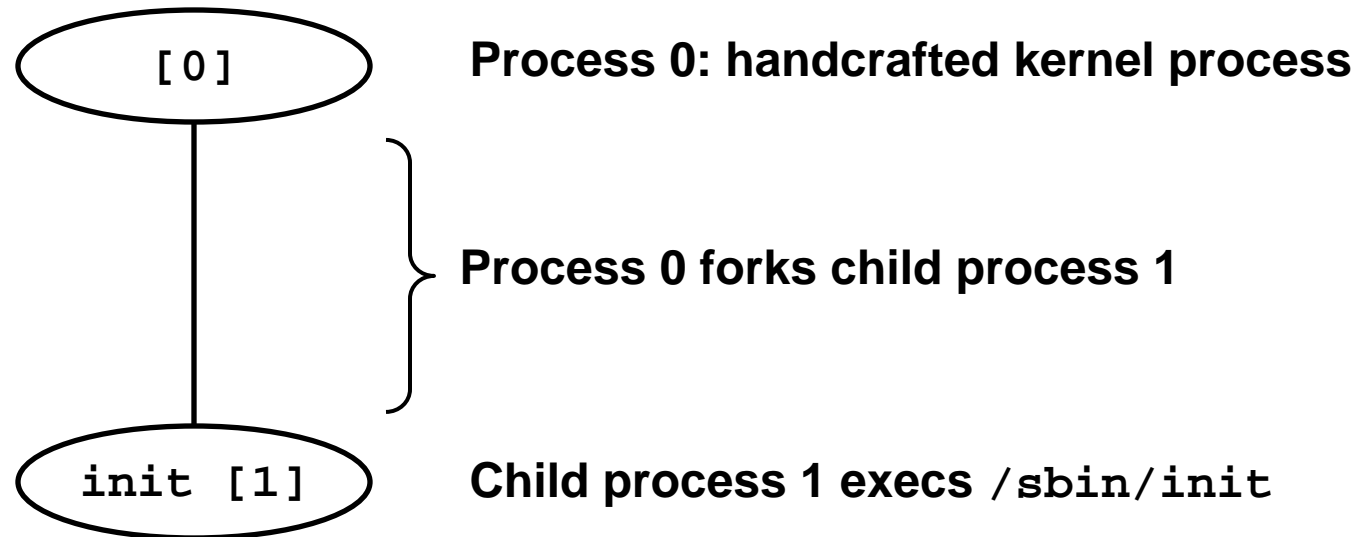 [0]
Process 0: handcrafted kernel process
Process 0 forks child process 1
init [1]
Child process 1 execs /sbin/init